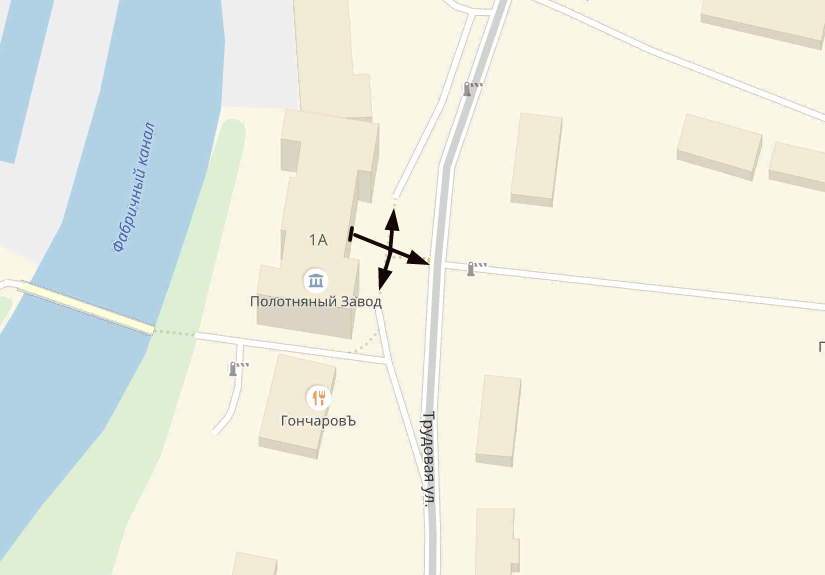 Фабричный канал
1А
Полотняный Завод
ГончаровЪ
Трудовая ул.